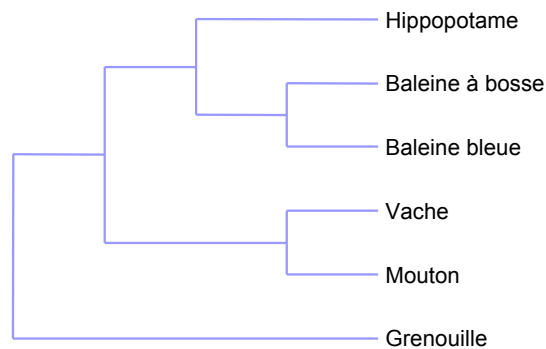 Hippopotame
Baleine à bosse
Baleine bleue
Vache
Mouton
Grenouille